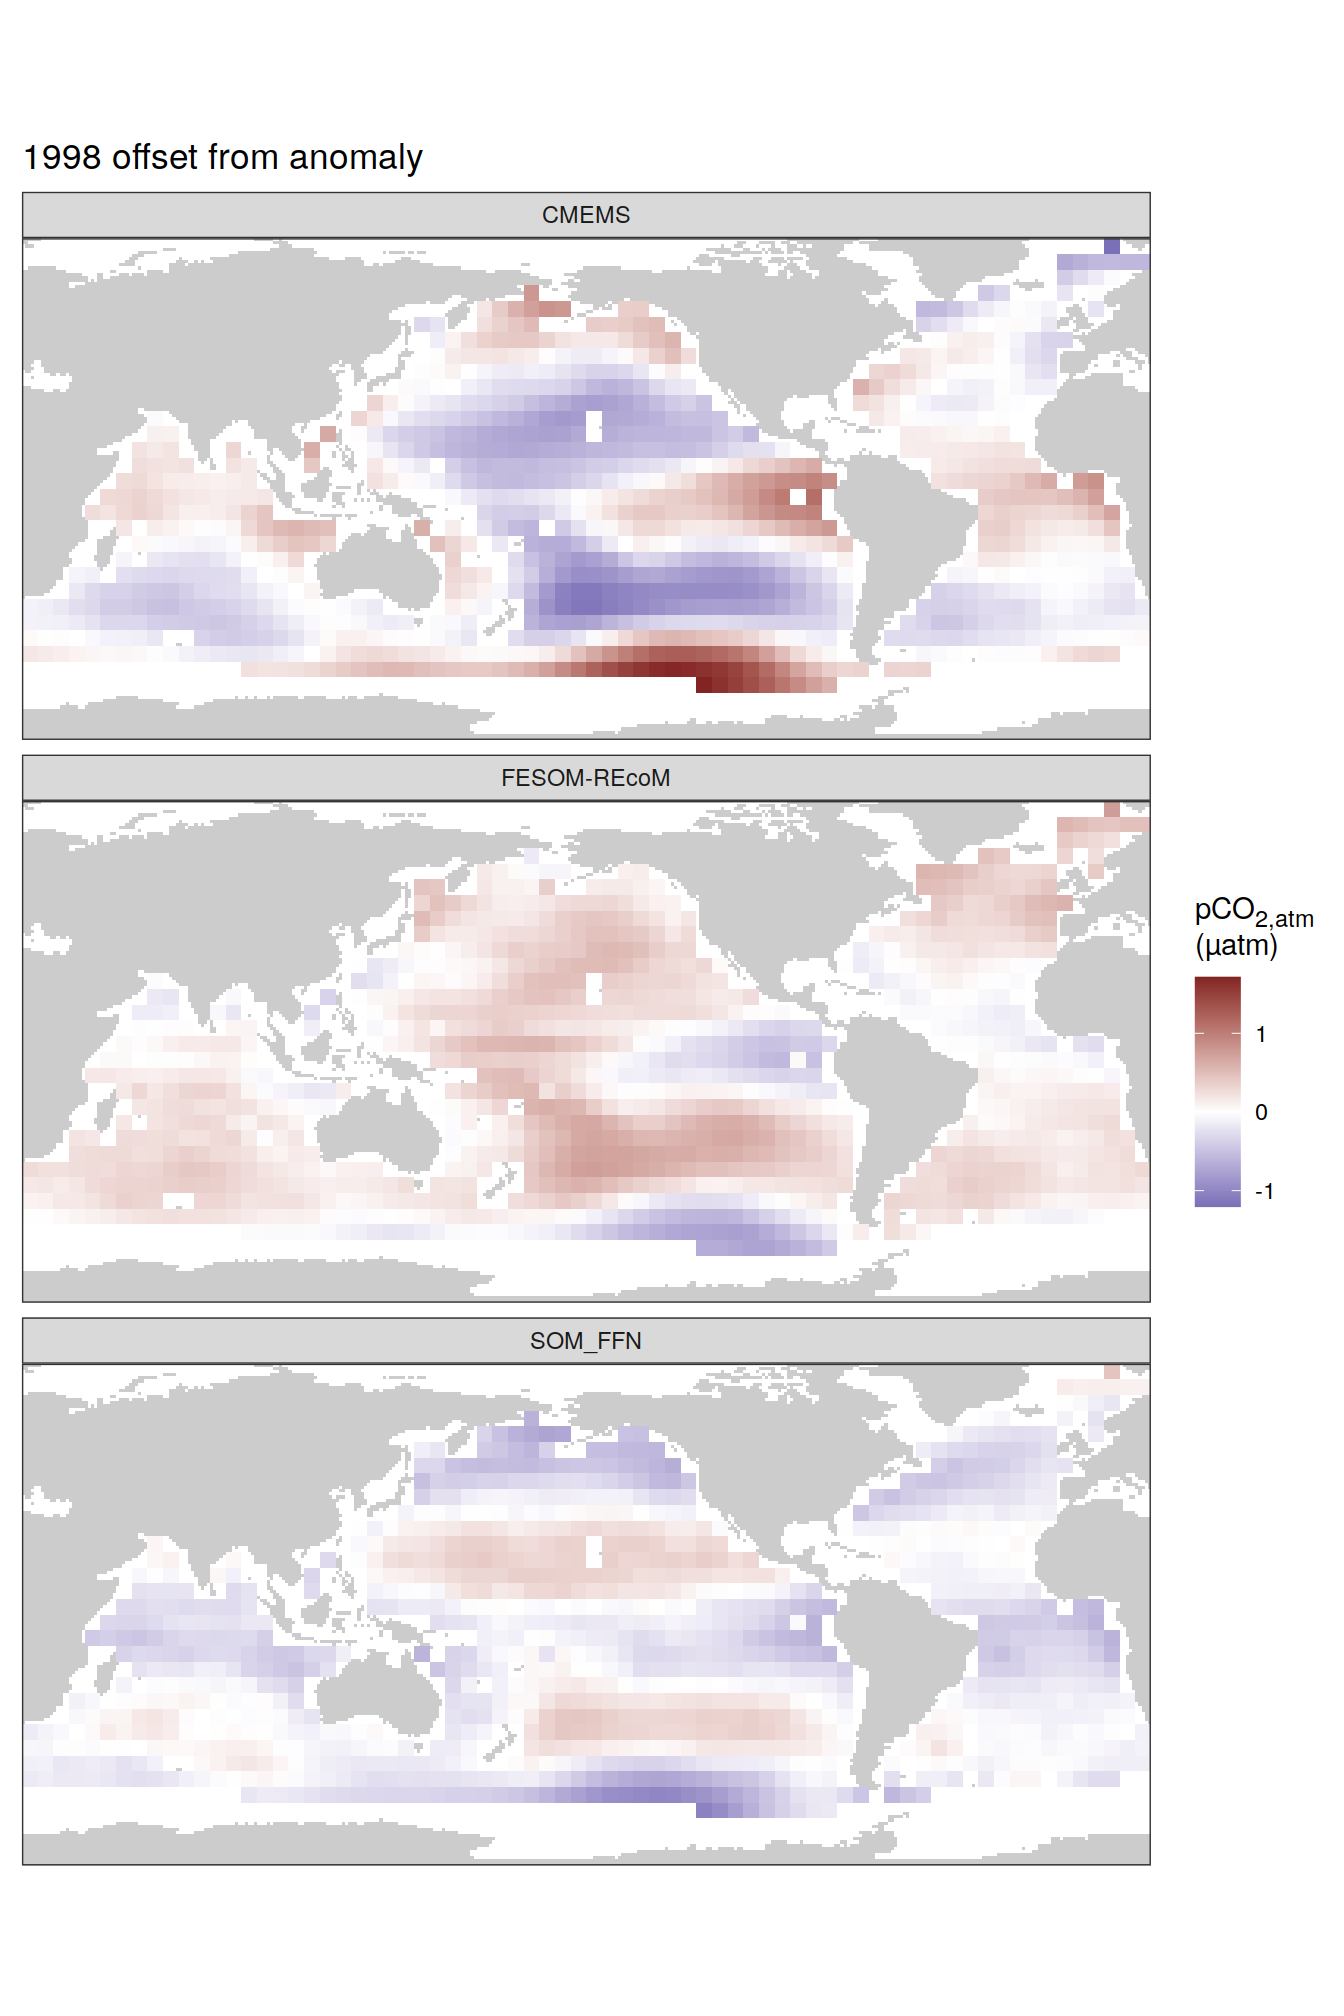 1998 offset from anomaly
CMEMS
FESOM-REcoM
SOM_FFN
pCO2,atm
(µatm)
1
0
-1